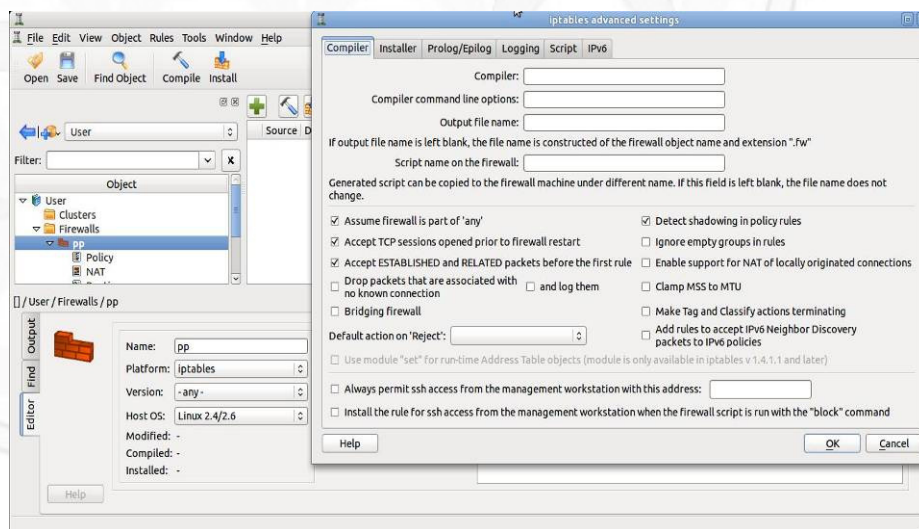 File Edit View Object Rules Tools Window Help
Open Save Find Object Compile Install
User
Source D
Filter:
x
Object
User
Clusters
Firewalls
pp
Policy
NAT
[] / User / Firewalls / pp
Output
Find
Editor
Name: pp
Platform: iptables
Version: - any -
Host OS: Linux 2.4/2.6
Modified: -
Compiled: -
Installed: -
Help
iptables advanced settings
Compiler Installer Prolog/Epilog Logging Script IPv6
Compiler:
Compiler command line options:
Output file name:
If output file name is left blank, the file name is constructed of the firewall object name and extension ".fw"
Script name on the firewall:
Generated script can be copied to the firewall machine under different name. If this field is left blank, the file name does not
change.
Assume firewall is part of 'any'
Detect shadowing in policy rules
Accept TCP sessions opened prior to firewall restart
Ignore empty groups in rules
Accept ESTABLISHED and RELATED packets before the first rule
Enable support for NAT of locally originated connections
Drop packets that are associated with
no known connection
and log them
Clamp MSS to MTU
Bridging firewall
Make Tag and Classify actions terminating
Default action on 'Reject':
Add rules to accept IPv6 Neighbor Discovery
packets to IPv6 policies
Use module "set" for run-time Address Table objects (module is only available in iptables v 1.4.1.1 and later)
Always permit ssh access from the management workstation with this address:
Install the rule for ssh access from the management workstation when the firewall script is run with the "block" command
Help
OK
Cancel